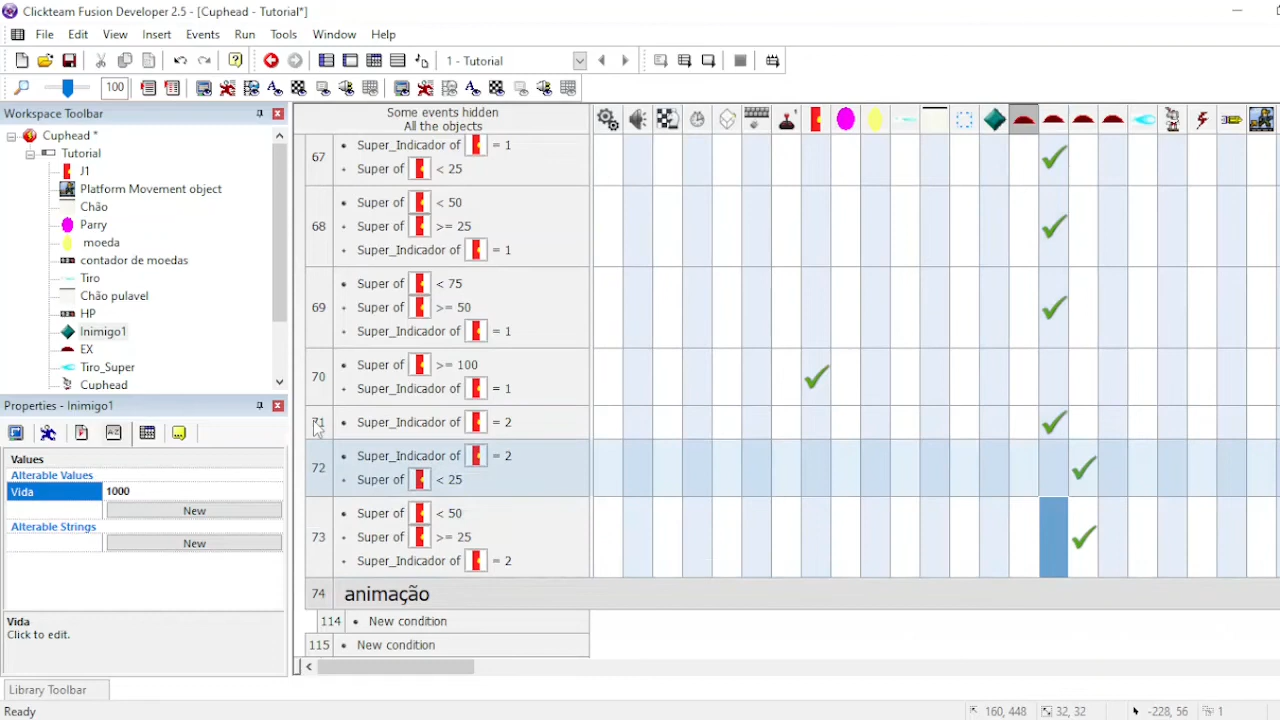 Clickteam Fusion Developer 2.5 - [Cuphead - Tutorial*]
File Edit View Insert Events Run Tools Window Help
1 - Tutorial
100
Workspace Toolbar
Cuphead *
Tutorial
J1
Platform Movement object
Chão
Parry
moeda
contador de moedas
Tiro
Chão pulavel
HP
Inimigo1
EX
Tiro_Super
Cuphead
Properties - Inimigo1
Values
Alterable Values
Vida 1000
New
Alterable Strings
New
Vida
Click to edit.
Library Toolbar
Ready
Some events hidden
All the objects
67
Super_Indicador of = 1
Super of < 25
68
Super of < 50
Super of >= 25
Super_Indicador of = 1
69
Super of < 75
Super of >= 50
Super_Indicador of = 1
70
Super of >= 100
Super_Indicador of = 1
71
Super_Indicador of = 2
72
Super_Indicador of = 2
Super of < 25
73
Super of < 50
Super of >= 25
Super_Indicador of = 2
74 animação
114 New condition
115 New condition
160, 448 32, 32 -228, 56 1